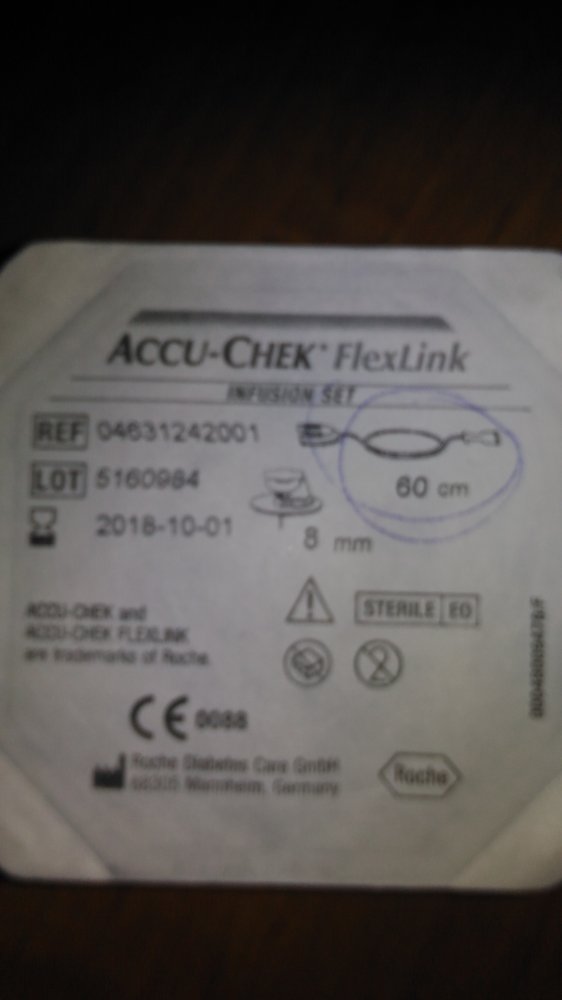 ACCU-CHEK FlexLink
INFUSION SET
REF 04631242001
60 cm
LOT 5160984
2018-10-01
8 mm
STERILE EO
ACCU-CHEK and
ACCU-CHEK FLEXLINK
are trademarks of Roche.
CE 0088
Roche Diabetes Care GmbH
Mannheim, Germany
Roche